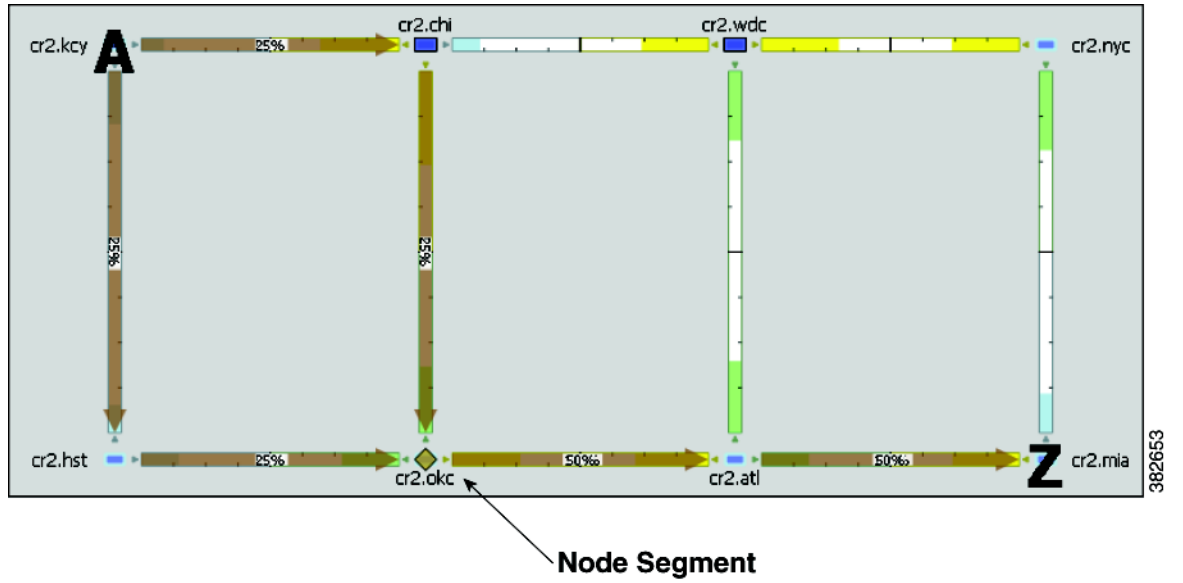 cr2.chi
cr2.wdc
cr2.kcy
A
25%
cr2.nyc
25%
25%
cr2.hst
25%
cr2.okc
50%
cr2.atl
50%
Z
cr2.mia
382653
Node Segment